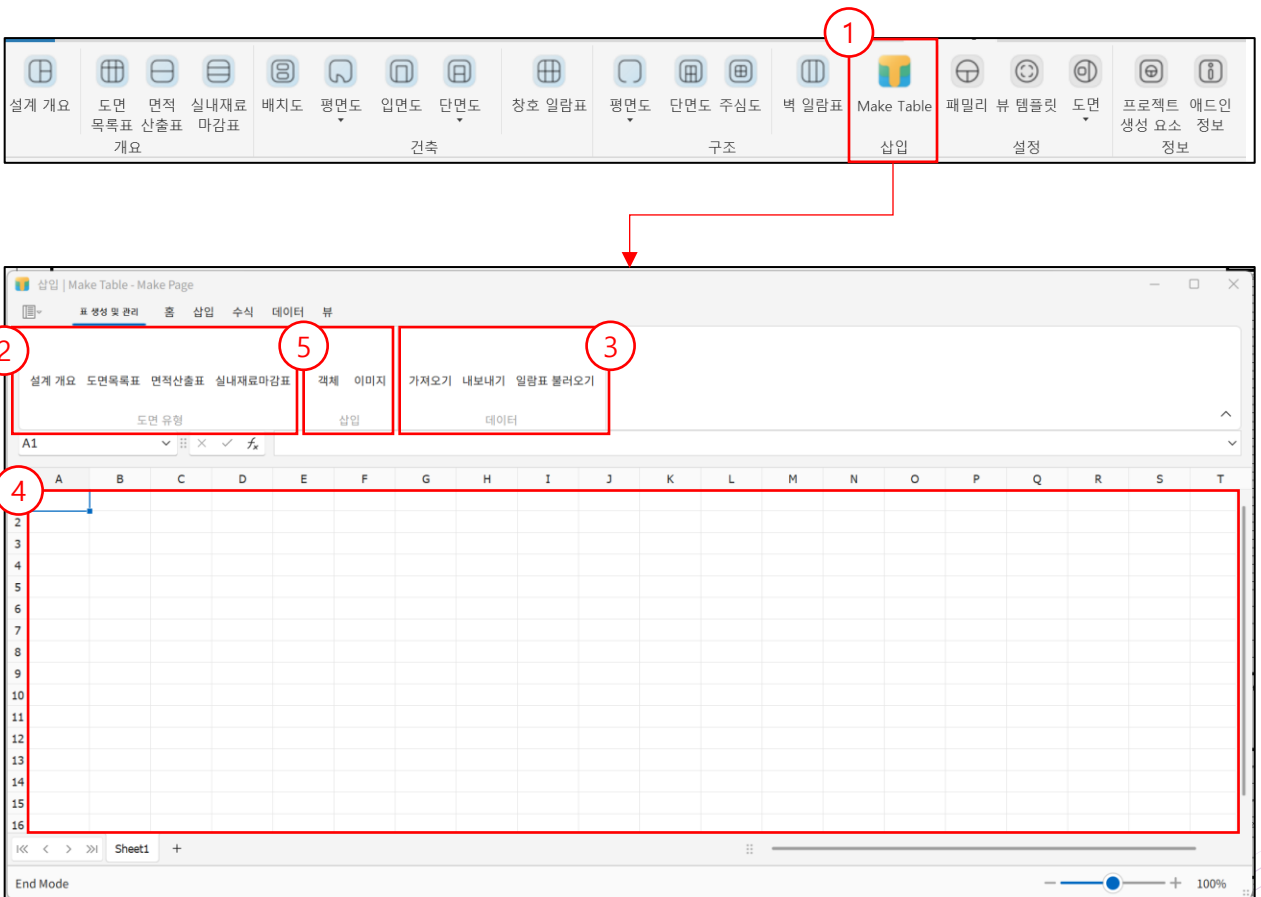 1
설계 개요 도면 면적 실내재료 배치도 평면도 입면도 단면도 창호 일람표 평면도 단면도 주심도 벽 일람표 Make Table 패밀리 뷰 템플릿 도면 프로젝트 애드인
목록표 산출표 마감표 생성 요소 정보
개요 건축 구조 삽입 설정 정보
삽입 | Make Table - Make Page
표 생성 및 관리 홈 삽입 수식 데이터 뷰
2 5 3
설계 개요 도면목록표 면적산출표 실내재료마감표 객체 이미지 가져오기 내보내기 일람표 불러오기
도면 유형 삽입 데이터
A1 fx
4 A B C D E F G H I J K L M N O P Q R S T
2
3
4
5
6
7
8
9
10
11
12
13
14
15
16
Sheet1 +
End Mode 100%